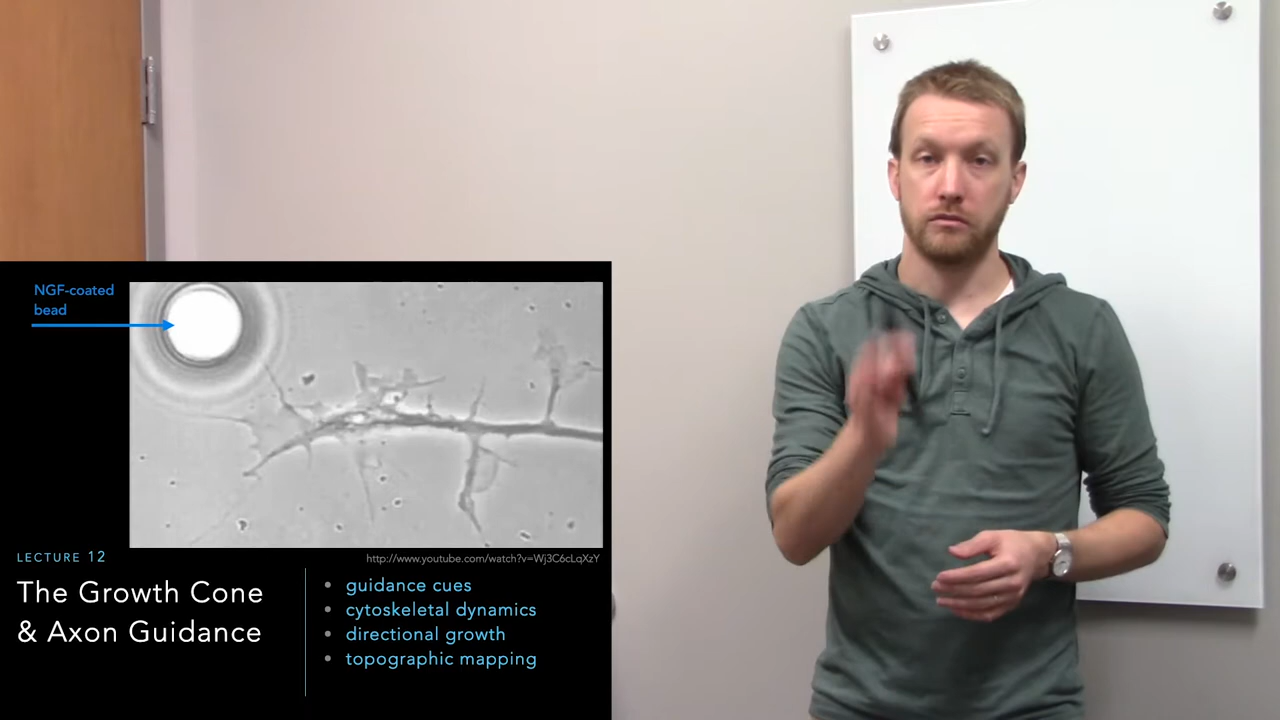 NGF-coated
bead
LECTURE 12
http://www.youtube.com/watch?v=Wj3C6cLqXzY
The Growth Cone
& Axon Guidance
• guidance cues
• cytoskeletal dynamics
• directional growth
• topographic mapping